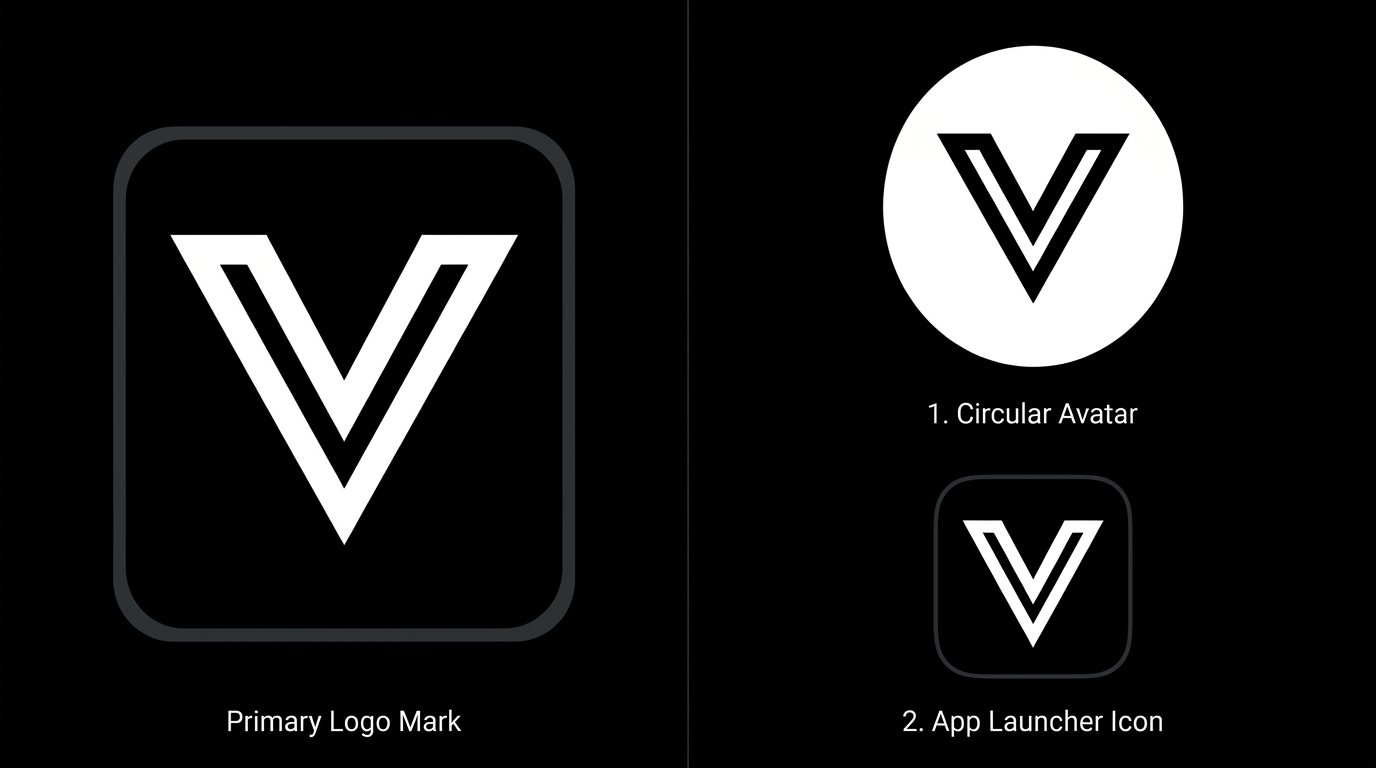 V
Primary Logo Mark
V
1. Circular Avatar
V
2. App Launcher Icon